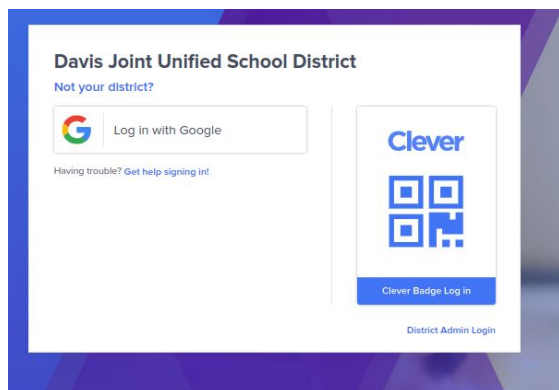 Davis Joint Unified School District
Not your district?
Log in with Google
Having trouble? Get help signing in!
Clever
Clever Badge Log in
District Admin Login